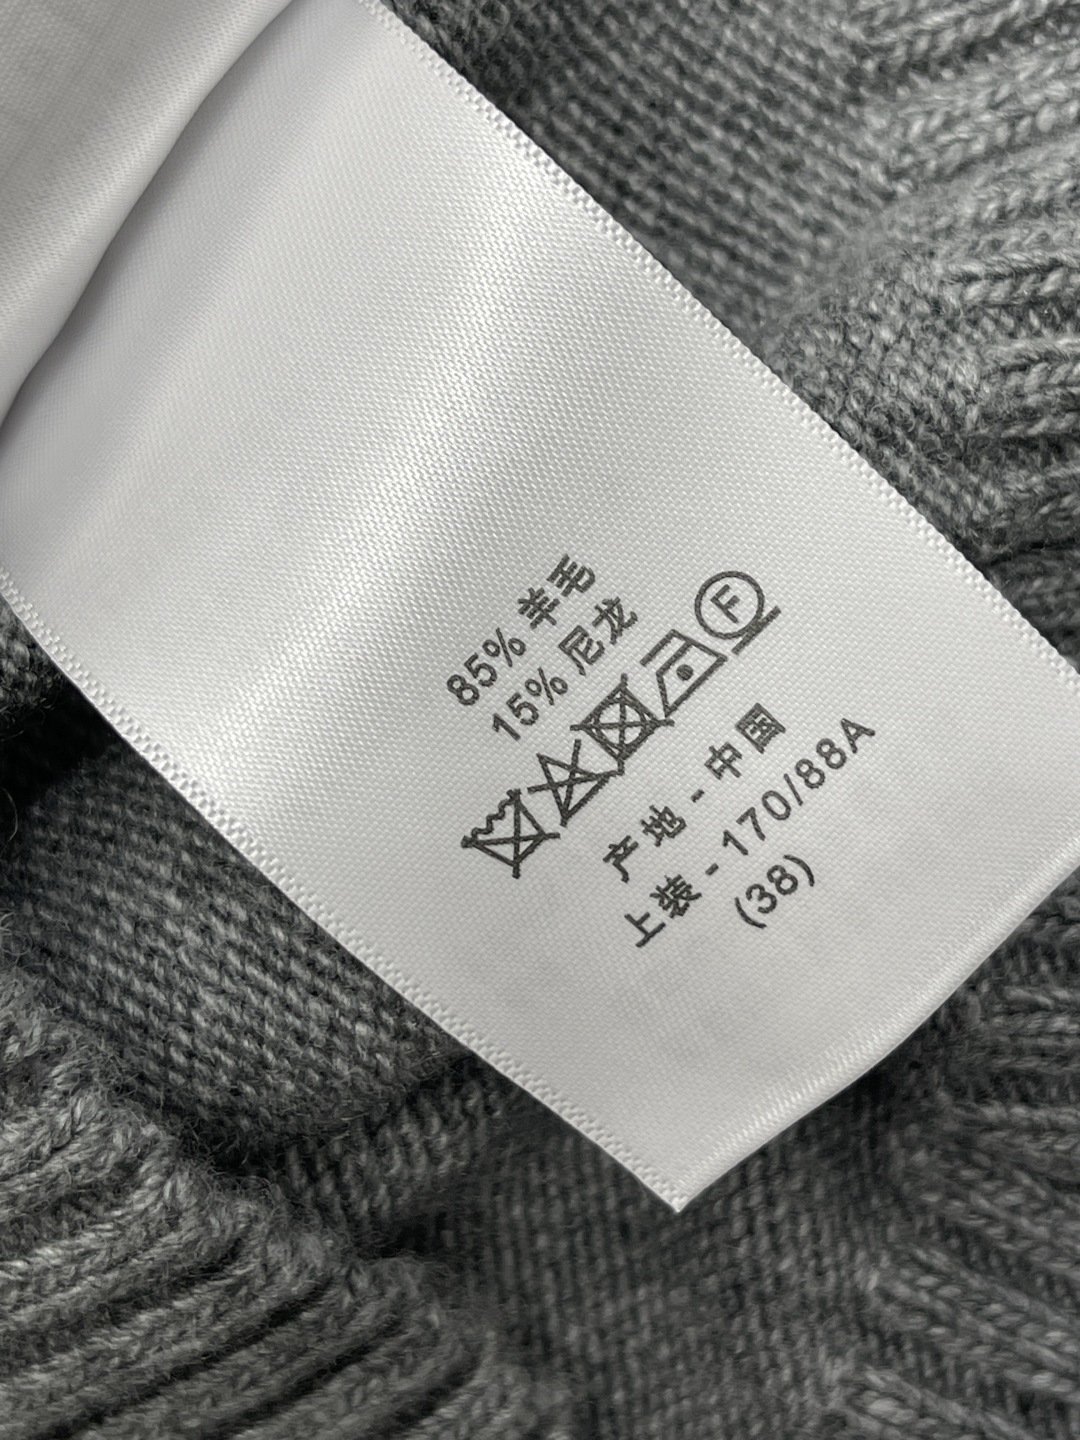 85% 羊毛
15% 尼龙
F
产地 - 中国
上装 - 170/88A
(38)